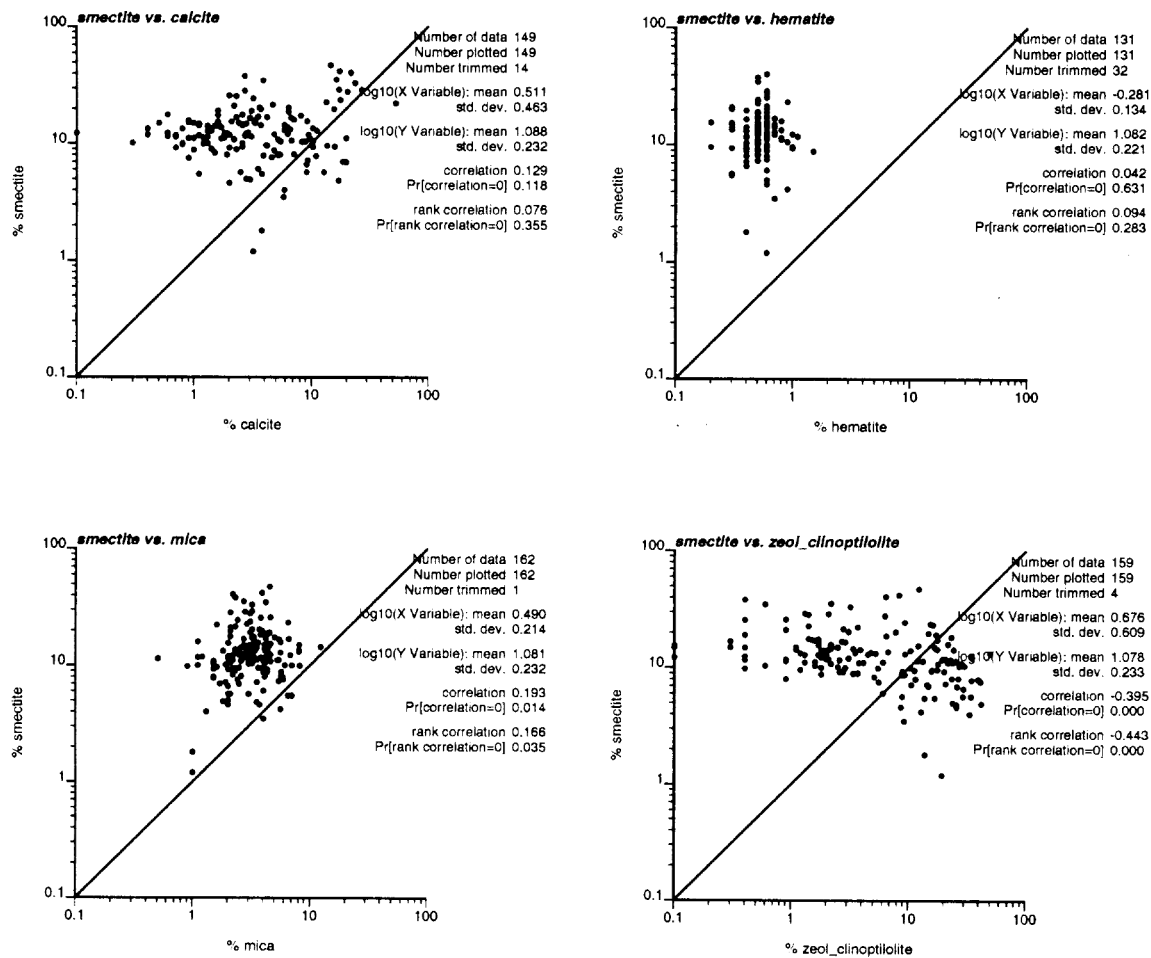 smectite vs. calcite
100
10
1
0.1
% smectite
Number of data 149
Number plotted 149
Number trimmed 14
log10(X Variable): mean 0.511
std. dev. 0.463
log10(Y Variable): mean 1.088
std. dev. 0.232
correlation 0.129
Pr[correlation=0] 0.118
rank correlation 0.076
Pr[rank correlation=0] 0.355
0.1 1 10 100
% calcite
smectite vs. hematite
100
10
1
0.1
% smectite
Number of data 131
Number plotted 131
Number trimmed 32
log10(X Variable): mean -0.281
std. dev. 0.134
log10(Y Variable): mean 1.082
std. dev. 0.221
correlation 0.042
Pr[correlation=0] 0.631
rank correlation 0.094
Pr[rank correlation=0] 0.283
0.1 1 10 100
% hematite
smectite vs. mica
100
10
1
0.1
% smectite
Number of data 162
Number plotted 162
Number trimmed 1
log10(X Variable): mean 0.490
std. dev. 0.214
log10(Y Variable): mean 1.081
std. dev. 0.232
correlation 0.193
Pr[correlation=0] 0.014
rank correlation 0.166
Pr[rank correlation=0] 0.035
0.1 1 10 100
% mica
smectite vs. zeol_clinoptilolite
100
10
1
0.1
% smectite
Number of data 159
Number plotted 159
Number trimmed 4
log10(X Variable): mean 0.676
std. dev. 0.609
log10(Y Variable): mean 1.078
std. dev. 0.233
correlation -0.395
Pr[correlation=0] 0.000
rank correlation -0.443
Pr[rank correlation=0] 0.000
0.1 1 10 100
% zeol_clinoptilolite